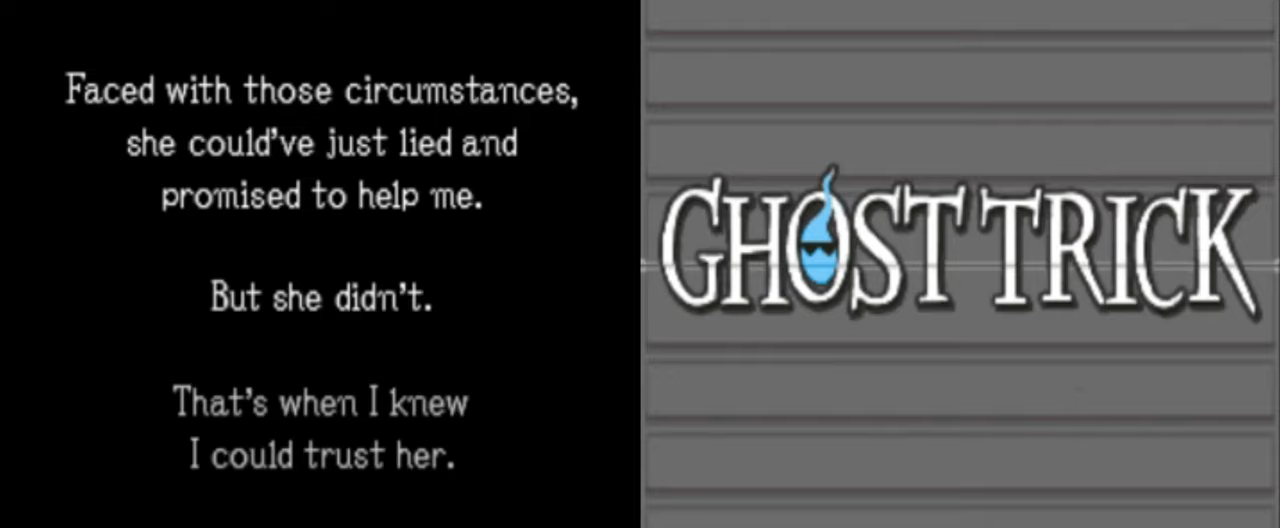 Faced with those circumstances,
she could've just lied and
promised to help me.
But she didn't.
That's when I knew
I could trust her.
GHOST TRICK